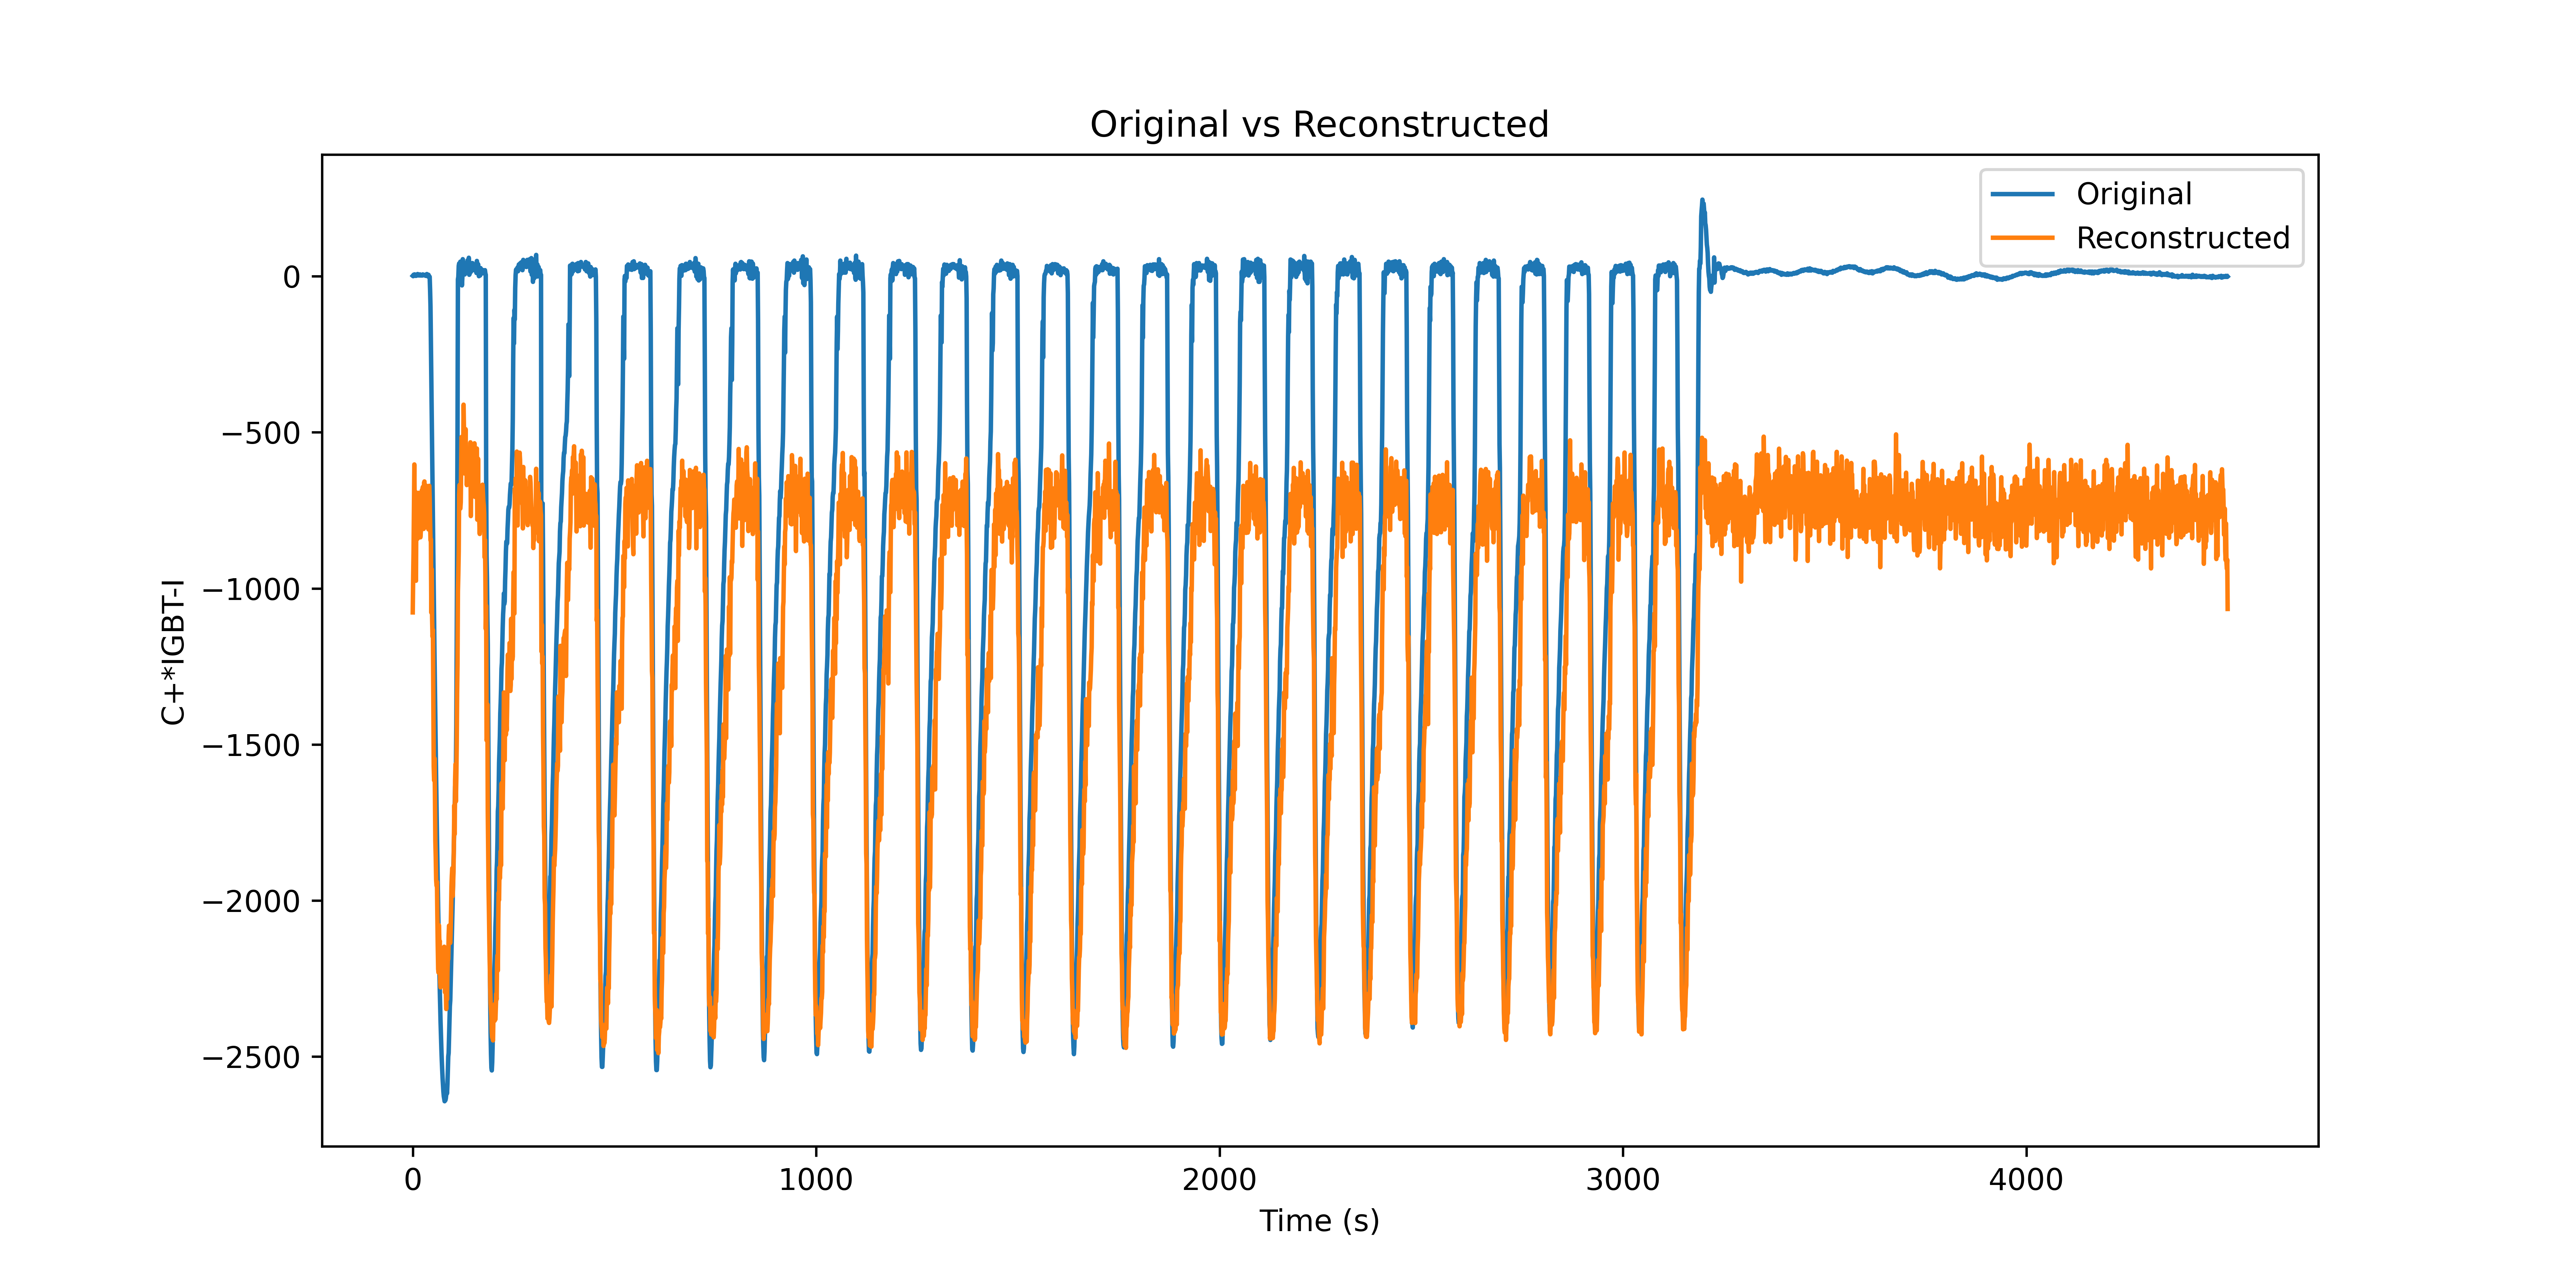 Original vs Reconstructed
Original
Reconstructed
0
−500
−1000
−1500
−2000
−2500
C+*IGBT-I
0
1000
2000
3000
4000
Time (s)